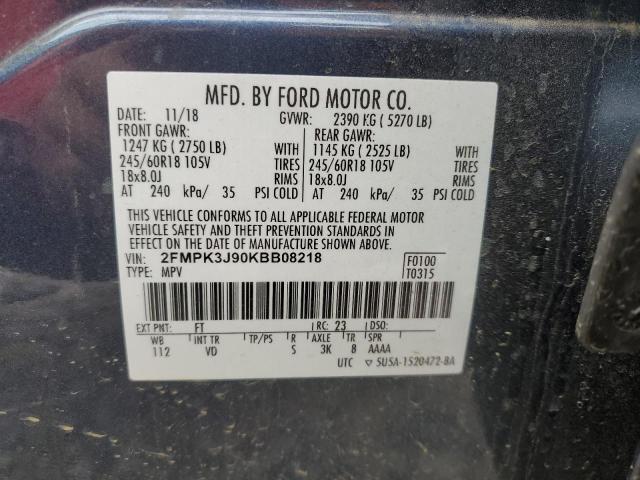 MFD. BY FORD MOTOR CO.
DATE: 11/18 GVWR: 2390 KG ( 5270 LB)
FRONT GAWR: REAR GAWR:
1247 KG ( 2750 LB) WITH 1145 KG ( 2525 LB) WITH
245/60R18 105V TIRES 245/60R18 105V TIRES
18x8.0J RIMS 18x8.0J RIMS
AT 240 kPa/ 35 PSI COLD AT 240 kPa/ 35 PSI COLD
THIS VEHICLE CONFORMS TO ALL APPLICABLE FEDERAL MOTOR
VEHICLE SAFETY AND THEFT PREVENTION STANDARDS IN
EFFECT ON THE DATE OF MANUFACTURE SHOWN ABOVE.
VIN: 2FMPK3J90KBB08218 F0100
TYPE: MPV T0315
EXT PNT: FT RC: 23 DSO:
WB INT TR TP/PS R AXLE TR SPR
112 VD S 3K 8 AAAA
UTC ▽ SU5A-1520472-BA